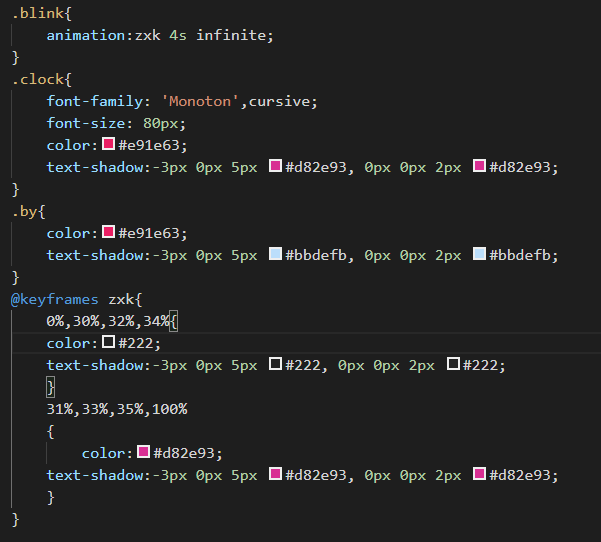 .blink{
    animation:zxk 4s infinite;
}
.clock{
    font-family: 'Monoton',cursive;
    font-size: 80px;
    color:#e91e63;
    text-shadow:-3px 0px 5px #d82e93, 0px 0px 2px #d82e93;
}
.by{
    color:#e91e63;
    text-shadow:-3px 0px 5px #bbdefb, 0px 0px 2px #bbdefb;
}
@keyframes zxk{
    0%,30%,32%,34%{
    color:#222;
    text-shadow:-3px 0px 5px #222, 0px 0px 2px #222;
    }
    31%,33%,35%,100%
    {
        color:#d82e93;
    text-shadow:-3px 0px 5px #d82e93, 0px 0px 2px #d82e93;
    }
}